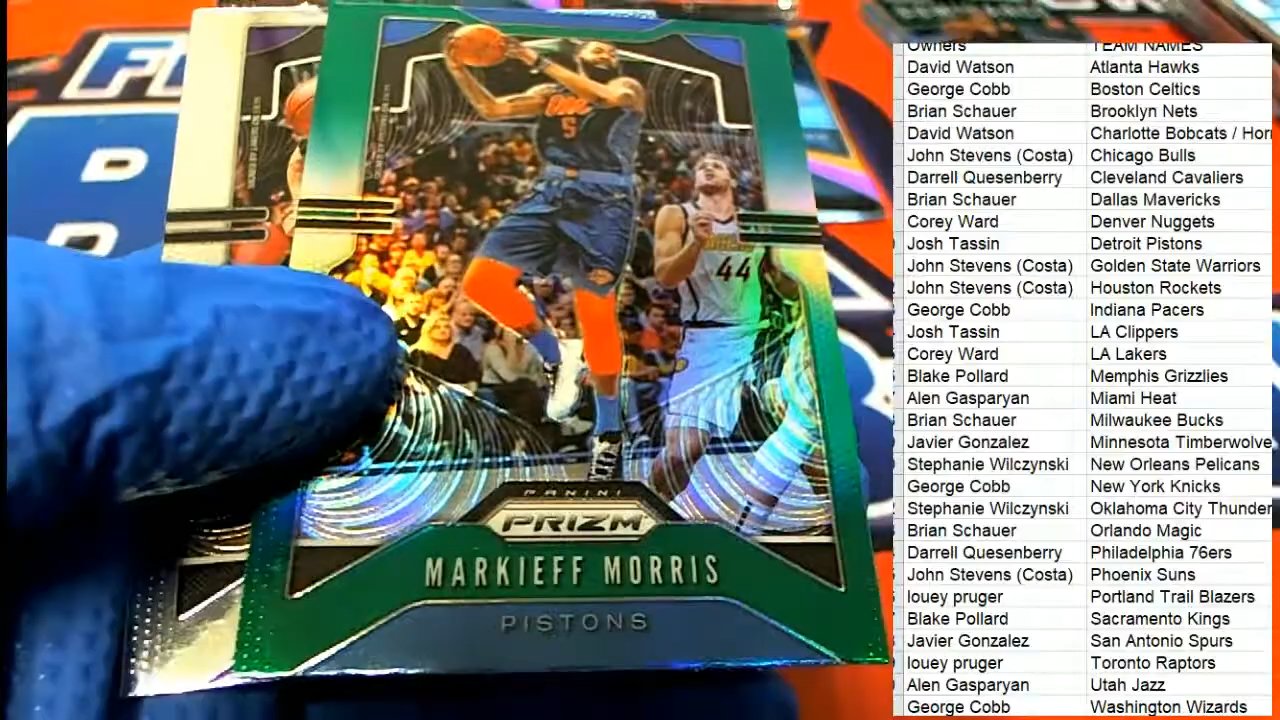 PANINI
PRIZM
MARKIEFF MORRIS
PISTONS
5
44
Owners TEAM NAMES
David Watson Atlanta Hawks
George Cobb Boston Celtics
Brian Schauer Brooklyn Nets
David Watson Charlotte Bobcats / Horn
John Stevens (Costa) Chicago Bulls
Darrell Quesenberry Cleveland Cavaliers
Brian Schauer Dallas Mavericks
Corey Ward Denver Nuggets
Josh Tassin Detroit Pistons
John Stevens (Costa) Golden State Warriors
John Stevens (Costa) Houston Rockets
George Cobb Indiana Pacers
Josh Tassin LA Clippers
Corey Ward LA Lakers
Blake Pollard Memphis Grizzlies
Alen Gasparyan Miami Heat
Brian Schauer Milwaukee Bucks
Javier Gonzalez Minnesota Timberwolve
Stephanie Wilczynski New Orleans Pelicans
George Cobb New York Knicks
Stephanie Wilczynski Oklahoma City Thunder
Brian Schauer Orlando Magic
Darrell Quesenberry Philadelphia 76ers
John Stevens (Costa) Phoenix Suns
louey pruger Portland Trail Blazers
Blake Pollard Sacramento Kings
Javier Gonzalez San Antonio Spurs
louey pruger Toronto Raptors
Alen Gasparyan Utah Jazz
George Cobb Washington Wizards